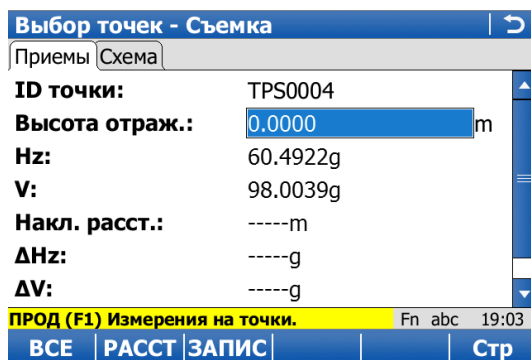 Выбор точек - Съемка
Приемы Схема
ID точки: TPS0004
Высота отраж.: 0.0000 m
Hz: 60.4922g
V: 98.0039g
Накл. расст.: -----m
ΔHz: -----g
ΔV: -----g
ПРОД (F1) Измерения на точки. Fn abc 19:03
ВСЕ РАССТ ЗАПИС Стр